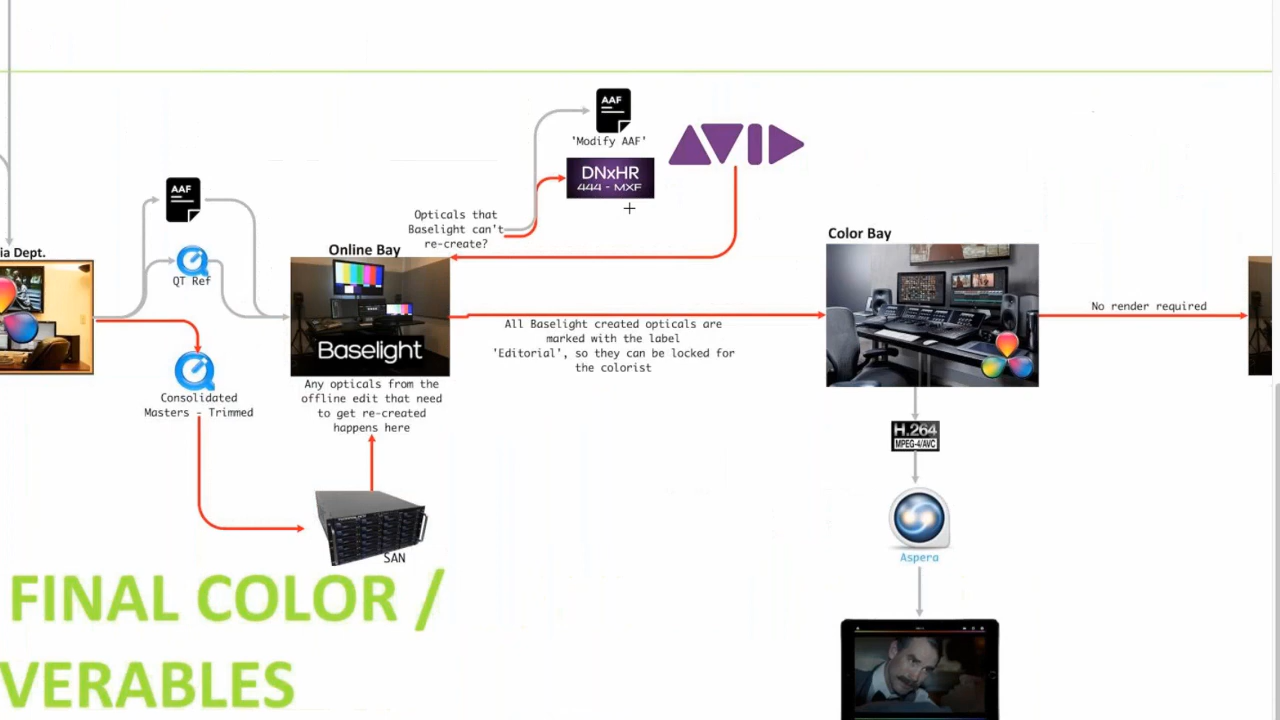 AAF
'Modify AAF'
AVID
DNxHR
444 - MXF
AAF
Opticals that
Baselight can't
re-create?
Color Bay
ia Dept.
Online Bay
QT Ref
No render required
All Baselight created opticals are
marked with the label
'Editorial', so they can be locked for
the colorist
Baselight
Any opticals from the
offline edit that need
to get re-created
happens here
Consolidated
Masters - Trimmed
H.264
MPEG-4/AVC
SAN
Aspera
FINAL COLOR /
VERABLES